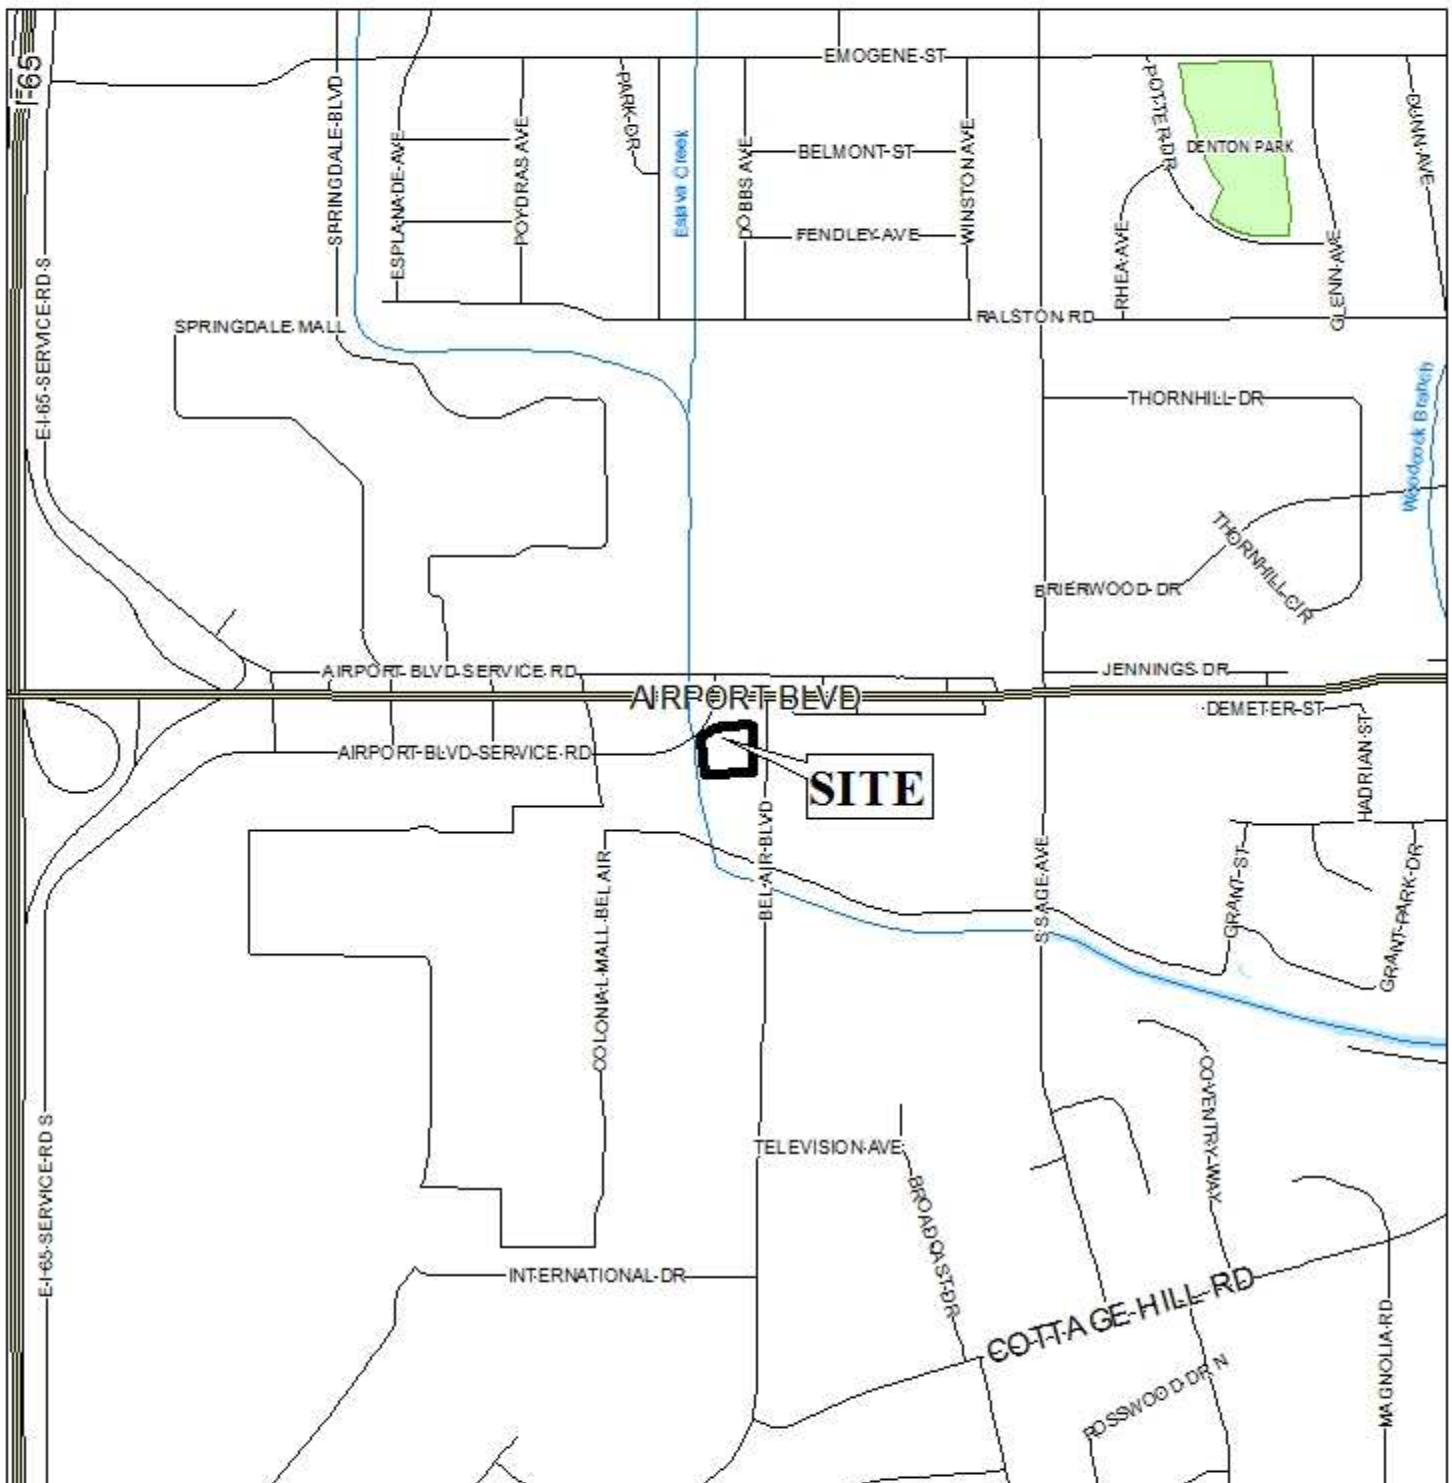 I-65
EMOGENE-ST
SPRINGDALE-BLVD
ESPLANADE-AVE
POYDRAS AVE
PARK-DR
Eslava Creek
DOBBS AVE
BELMONT-ST
FENDLEY-AVE
WINSTON AVE
POTTER-DR
DENTON PARK
DUNN-AVE
RHEA-AVE
GLENN-AVE
RALSTON RD
E-I-65-SERVICE-RD-S
SPRINGDALE MALL
THORNHILL-DR
Woodcock Branch
THORNHILL-CIR
BRIERWOOD-DR
AIRPORT-BLVD-SERVICE RD
JENNINGS-DR
AIRPORT BLVD
DEMETER-ST
AIRPORT-BLVD-SERVICE-RD
SITE
HADRIAN ST
BEL-AIR-BLVD
S SAGE AVE
GRANT-ST
GRANT-PARK-DR
COLONIAL-MALL-BEL AIR
COVENTRY-WAY
E-I-65-SERVICE-RD S
TELEVISION-AVE
BROADCAST-DR
INTERNATIONAL-DR
COTTAGE-HILL-RD
ROSSWOOD-DR N
MAGNOLIA-RD